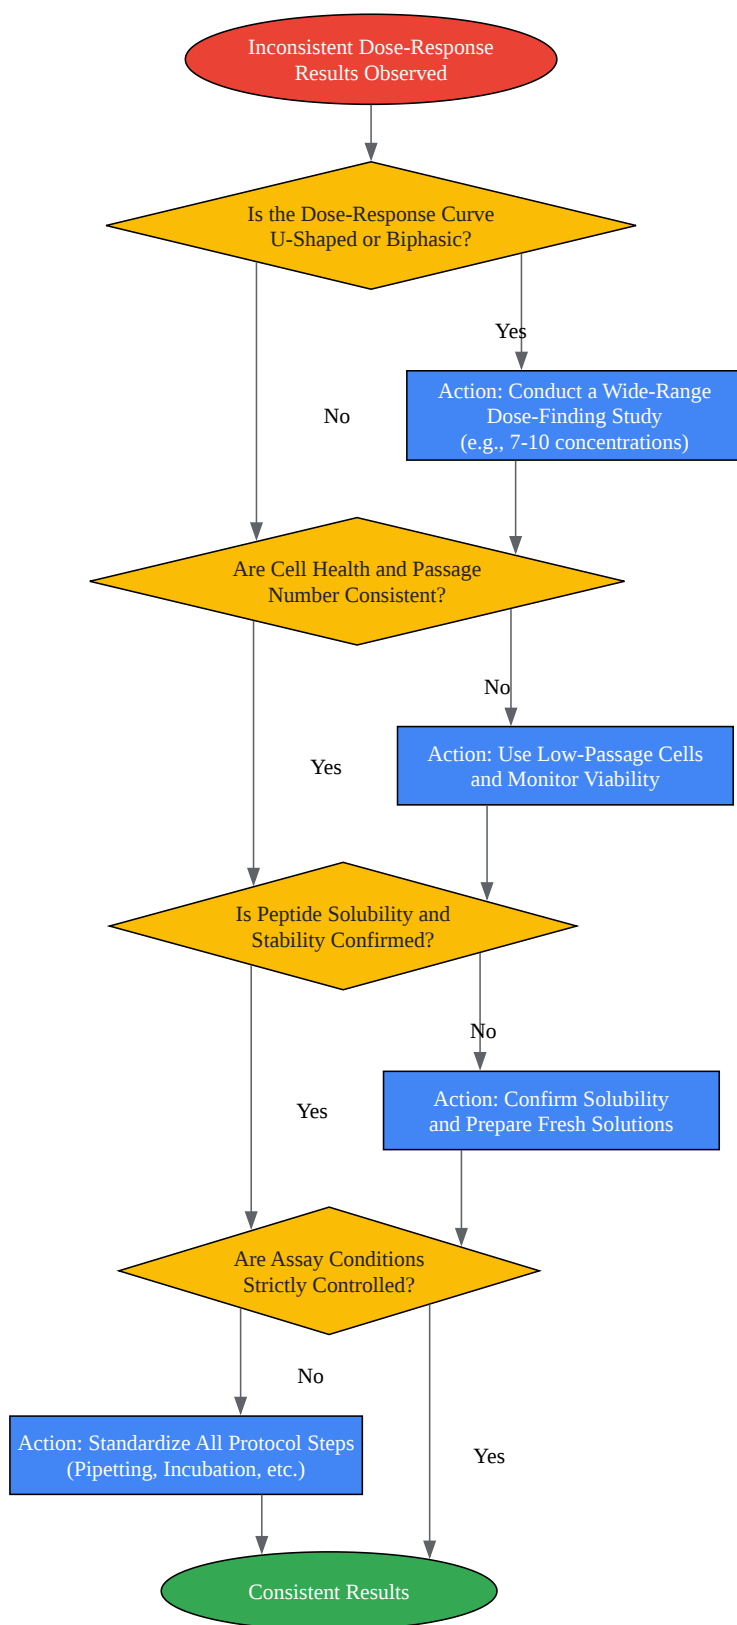 Inconsistent Dose-Response
Results Observed
Is the Dose-Response Curve
U-Shaped or Biphasic?
Yes
Action: Conduct a Wide-Range
Dose-Finding Study
(e.g., 7-10 concentrations)
No
Are Cell Health and Passage
Number Consistent?
No
Action: Use Low-Passage Cells
and Monitor Viability
Yes
Is Peptide Solubility and
Stability Confirmed?
No
Action: Confirm Solubility
and Prepare Fresh Solutions
Yes
Are Assay Conditions
Strictly Controlled?
No
Action: Standardize All Protocol Steps
(Pipetting, Incubation, etc.)
Yes
Consistent Results